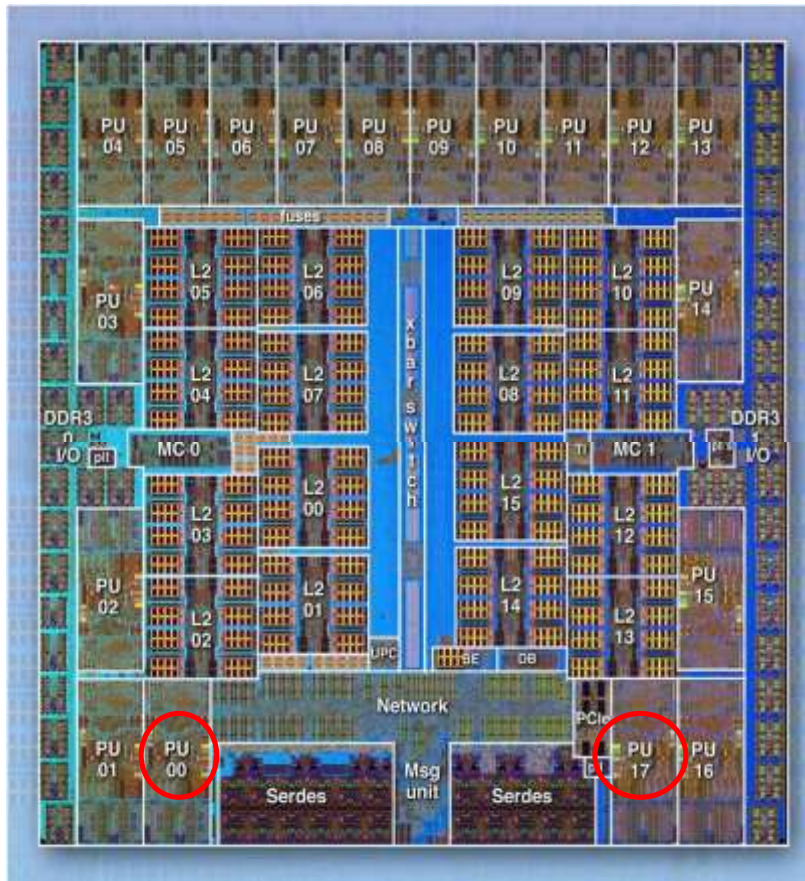 PU 04
PU 05
PU 06
PU 07
PU 08
PU 09
PU 10
PU 11
PU 12
PU 13
fuses
PU 03
L2 05
L2 06
xbar switch
L2 09
L2 10
PU 14
L2 04
L2 07
L2 08
L2 11
DDR3
I/O
pll
MC 0
MC 1
DDR3
I/O
L2 03
L2 00
L2 15
L2 12
PU 02
L2 02
L2 01
L2 14
L2 13
PU 15
UPC
BE
DB
PU 01
PU 00
Network
PCIe
PU 17
PU 16
Serdes
Msg unit
Serdes